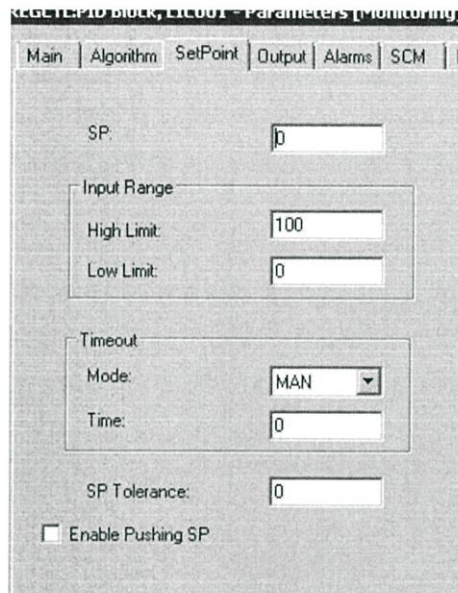 REGCTL:PID Block, LIC001 - Parameters [Monitoring]
Main Algorithm SetPoint Output Alarms SCM
SP: 0
Input Range
High Limit: 100
Low Limit: 0
Timeout
Mode: MAN
Time: 0
SP Tolerance: 0
Enable Pushing SP